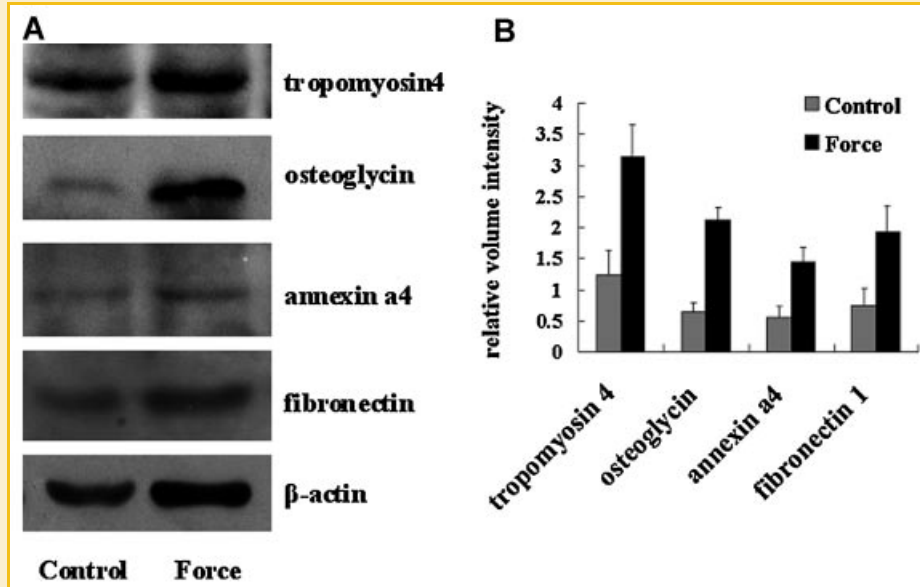 A
tropomyosin4
osteoglycin
annexin a4
fibronectin
β-actin
Control Force
B
relative volume intensity
4
3.5
3
2.5
2
1.5
1
0.5
0
Control
Force
tropomyosin 4
osteoglycin
annexin a4
fibronectin 1